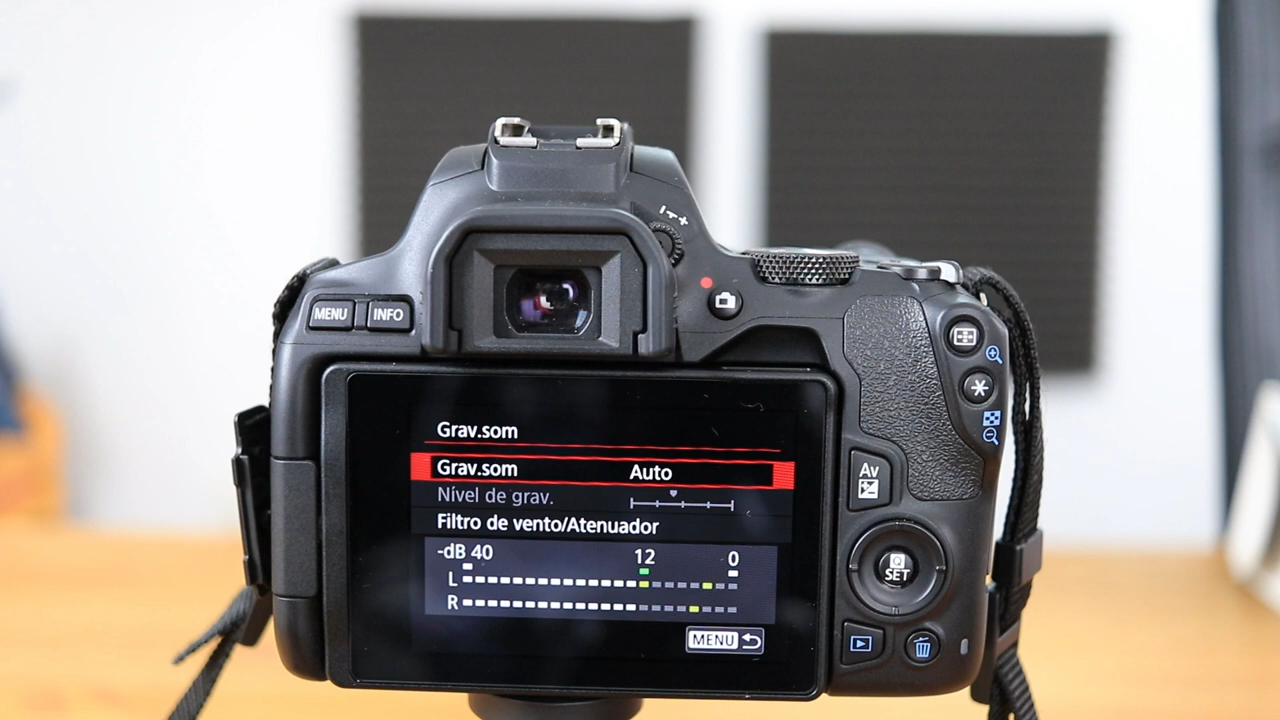 MENU INFO
Grav.som
Grav.som Auto
Nível de grav.
Filtro de vento/Atenuador
-dB 40 12 0
L
R
MENU
Av
Q
SET